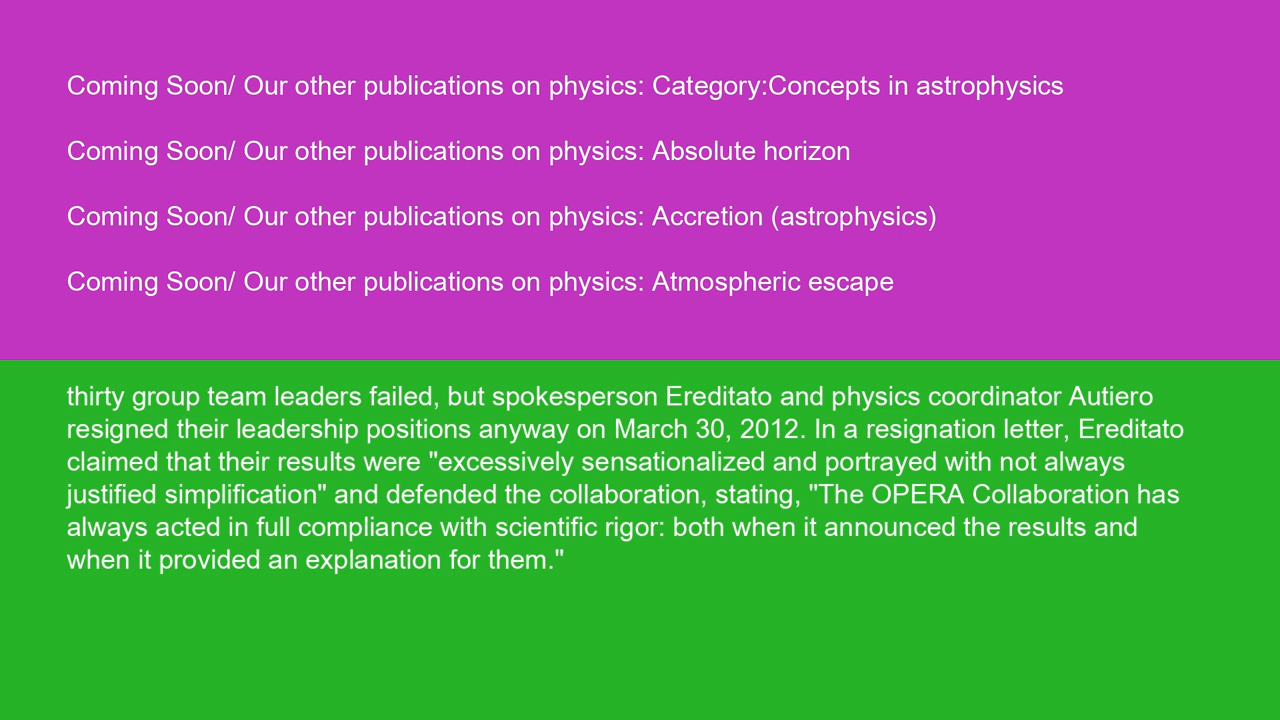 Coming Soon/ Our other publications on physics: Category:Concepts in astrophysics
Coming Soon/ Our other publications on physics: Absolute horizon
Coming Soon/ Our other publications on physics: Accretion (astrophysics)
Coming Soon/ Our other publications on physics: Atmospheric escape
thirty group team leaders failed, but spokesperson Ereditato and physics coordinator Autiero
resigned their leadership positions anyway on March 30, 2012. In a resignation letter, Ereditato
claimed that their results were "excessively sensationalized and portrayed with not always
justified simplification" and defended the collaboration, stating, "The OPERA Collaboration has
always acted in full compliance with scientific rigor: both when it announced the results and
when it provided an explanation for them."